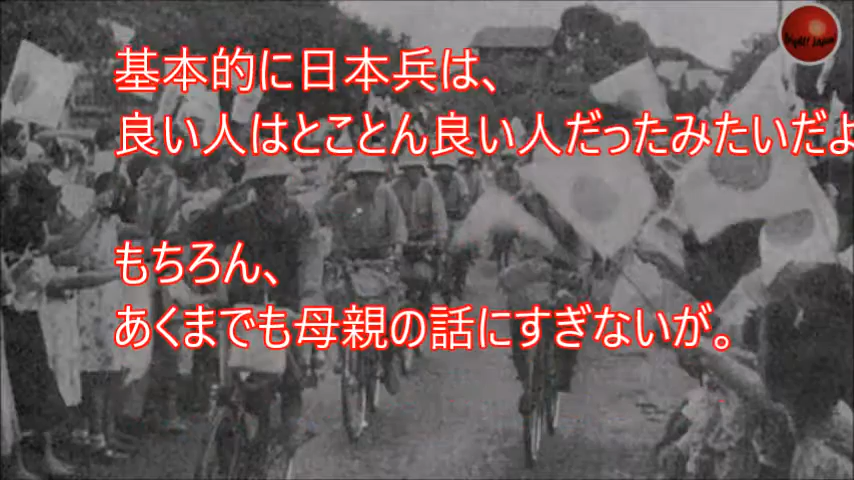 基本的に日本兵は、
良い人はとことん良い人だったみたいだよ
もちろん、
あくまでも母親の話にすぎないが。